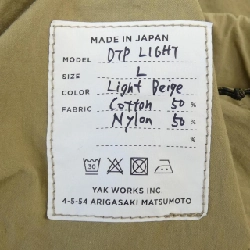 MADE IN JAPAN
MODEL DTP LIGHT
SIZE L
COLOR Light Beige
FABRIC Cotton 50 %
Nylon 50 %
%
YAK WORKS INC
4-5-54 ARIGASAKI MATSUMOTO